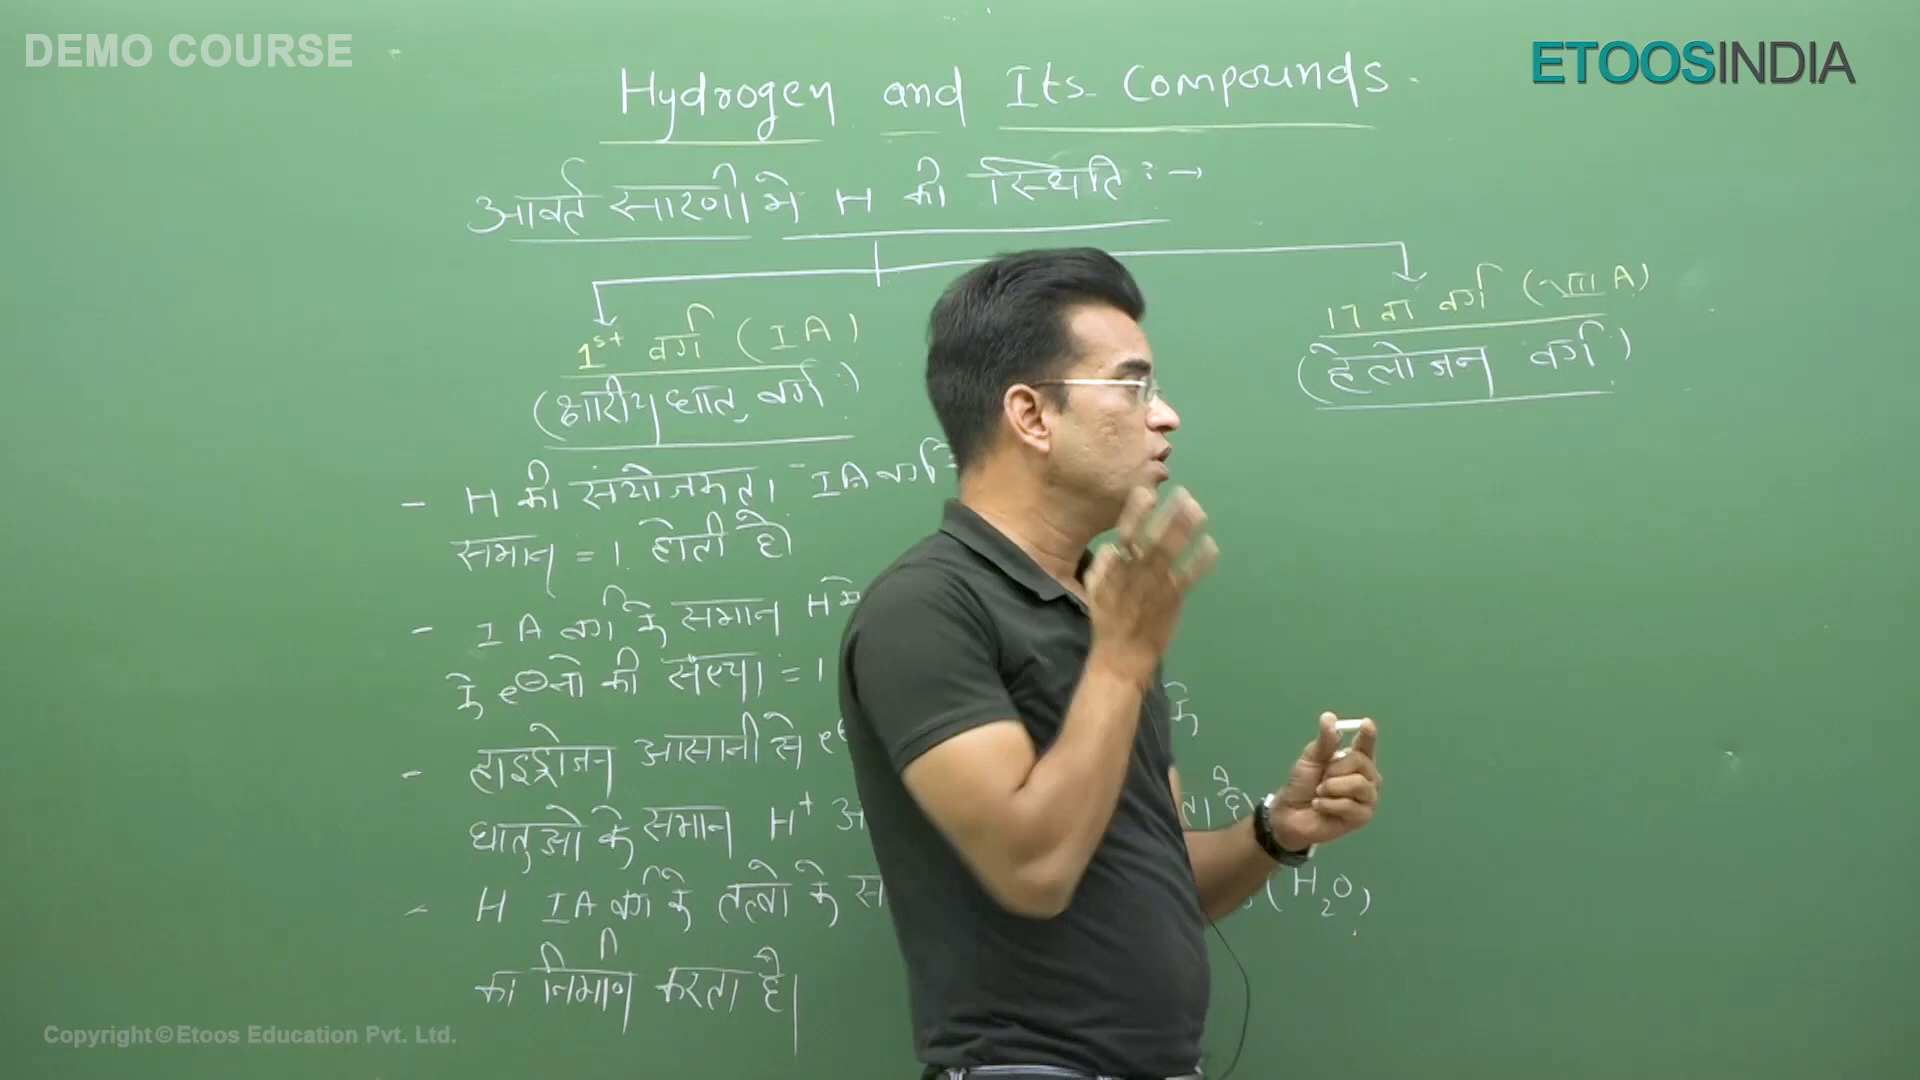 DEMO COURSE
ETOOSINDIA
Hydrogen and Its Compounds.
आवर्त सारणी में H की स्थिति :→
1st वर्ग (IA)
(क्षारीय धातु वर्ग)
17 वा वर्ग (VIIA)
(हेलोजन वर्ग)
- H की संयोजकता IA वर्ग
समान = 1 होती है।
- IA वर्ग के समान H में
के e⊖नो की संख्या = 1
- हाइड्रोजन आसानी से के
धातुओ के समान H+ है
- H IA वर्ग के तत्वो के (H2O)
का निर्माण करता है।
Copyright © Etoos Education Pvt. Ltd.